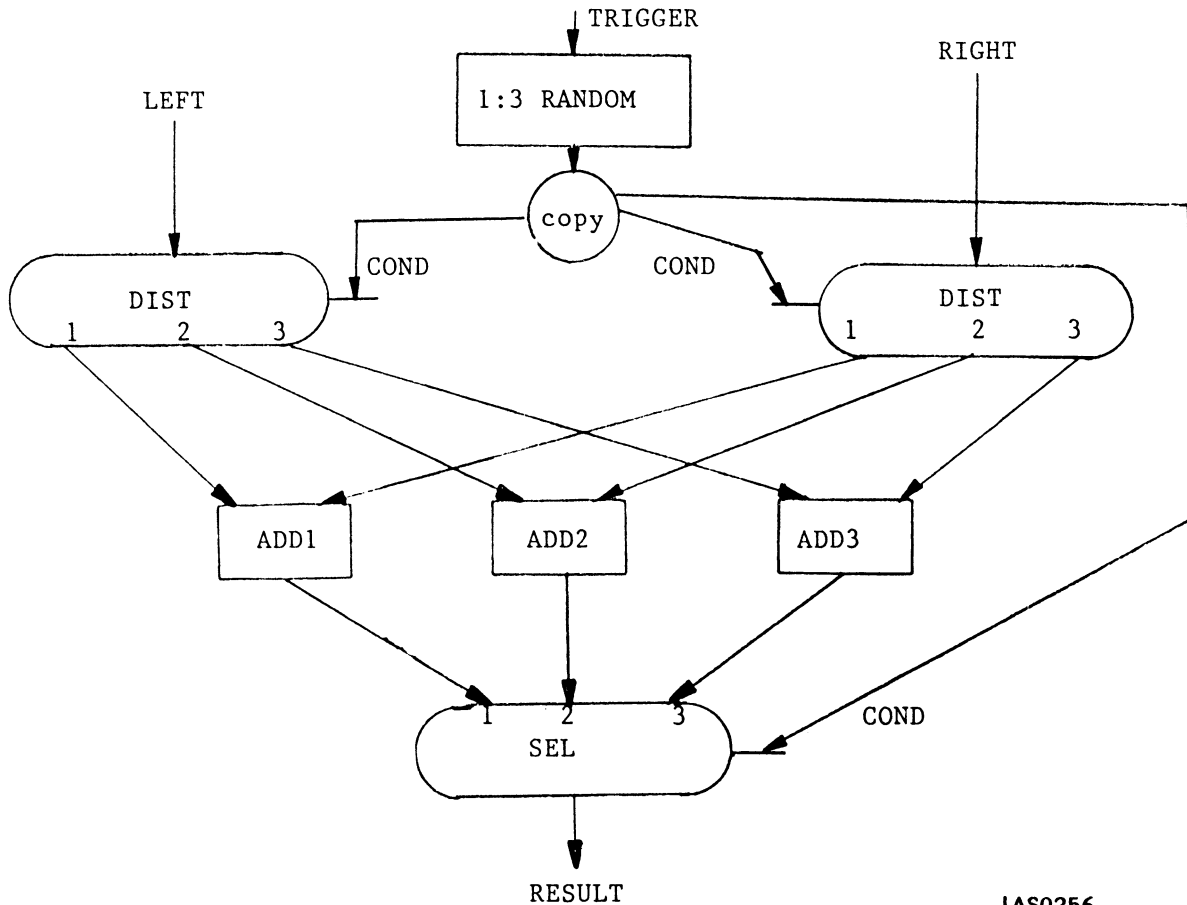 TRIGGER
RIGHT
LEFT
1:3 RANDOM
copy
COND
COND
DIST
1 2 3
DIST
1 2 3
ADD1
ADD2
ADD3
1 2 3
SEL
COND
RESULT